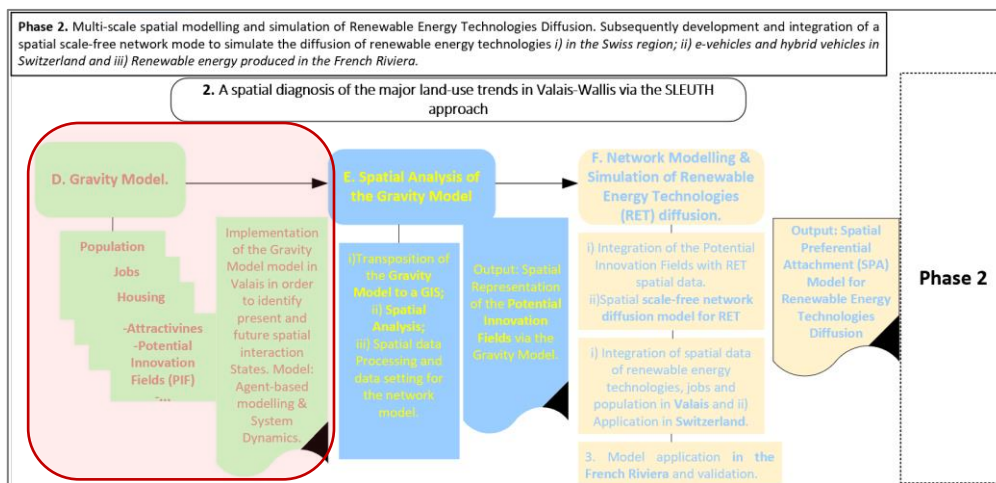 Phase 2. Multi-scale spatial modelling and simulation of Renewable Energy Technologies Diffusion. Subsequently development and integration of a
spatial scale-free network mode to simulate the diffusion of renewable energy technologies i) in the Swiss region; ii) e-vehicles and hybrid vehicles in
Switzerland and iii) Renewable energy produced in the French Riviera.
2. A spatial diagnosis of the major land-use trends in Valais-Wallis via the SLEUTH
approach
D. Gravity Model.
Population
Jobs
Housing
-Attractivines
-Potential
Innovation
Fields (PIF)
-...
Implementation
of the Gravity
Model model in
Valais in order
to identify
present and
future spatial
interaction
States. Model:
Agent-based
modelling &
System
Dynamics.
E. Spatial Analysis of
the Gravity Model
i)Transposition of
the Gravity
Model to a GIS;
ii) Spatial
Analysis;
iii) Spatial data
Processing and
data setting for
the network
model.
Output: Spatial
Representation
of the Potential
Innovation
Fields via the
Gravity Model.
F. Network Modelling &
Simulation of Renewable
Energy Technologies
(RET) diffusion.
i) Integration of the Potential
Innovation Fields with RET
spatial data.
ii)Spatial scale-free network
diffusion model for RET
i) Integration of spatial data
of renewable energy
technologies, jobs and
population in Valais and ii)
Application in Switzerland.
3. Model application in the
French Riviera and validation.
Output: Spatial
Preferential
Attachment (SPA)
Model for
Renewable Energy
Technologies
Diffusion
Phase 2